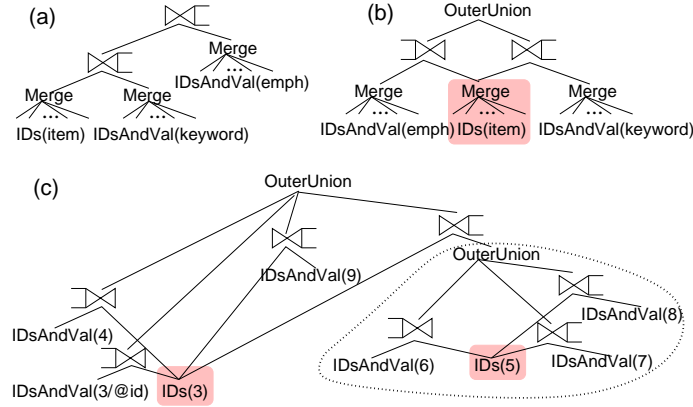 (a)
Merge
...
IDsAndVal(emph)
Merge
...
IDs(item)
Merge
...
IDsAndVal(keyword)
(b)
OuterUnion
Merge
...
IDsAndVal(emph)
Merge
...
IDs(item)
Merge
...
IDsAndVal(keyword)
(c)
OuterUnion
IDsAndVal(9)
OuterUnion
IDsAndVal(4)
IDsAndVal(8)
IDsAndVal(3/@id)
IDs(3)
IDsAndVal(6)
IDs(5)
IDsAndVal(7)